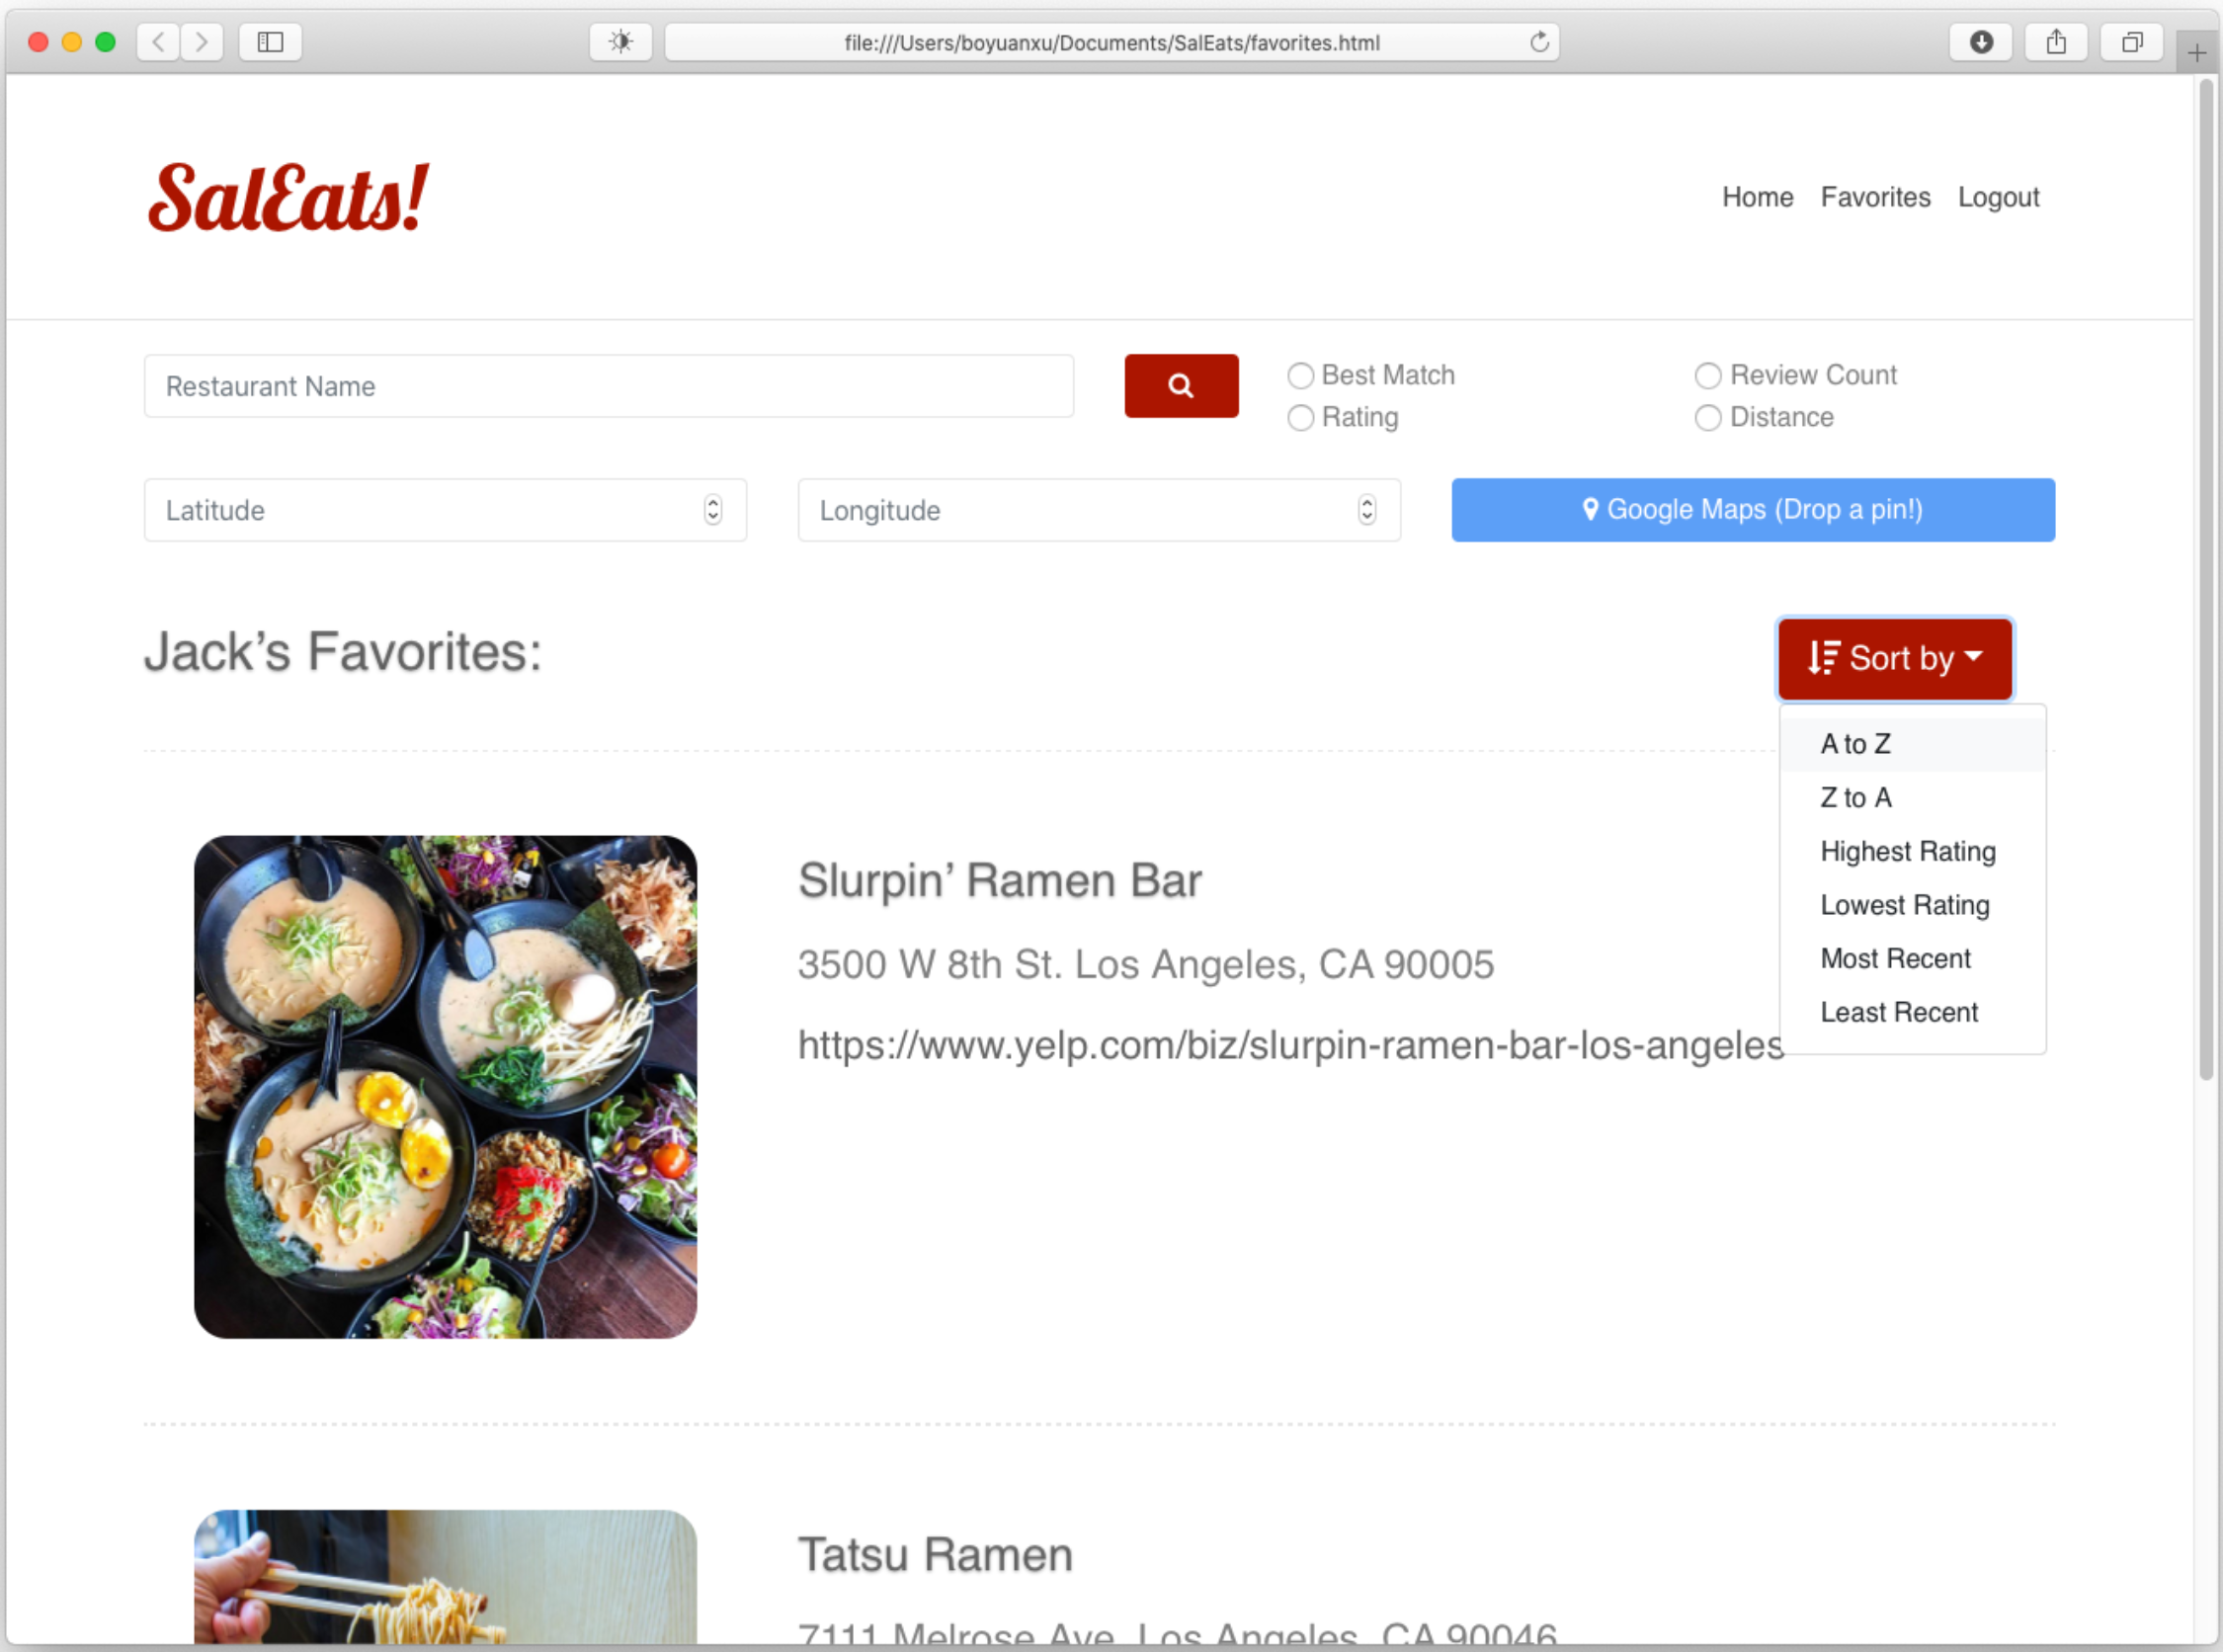 file:///Users/boyuanxu/Documents/SalEats/favorites.html
SalEats!
Home Favorites Logout
Restaurant Name
Best Match
Review Count
Rating
Distance
Latitude
Longitude
Google Maps (Drop a pin!)
Jack’s Favorites:
Sort by
A to Z
Z to A
Highest Rating
Lowest Rating
Most Recent
Least Recent
Slurpin’ Ramen Bar
3500 W 8th St. Los Angeles, CA 90005
https://www.yelp.com/biz/slurpin-ramen-bar-los-angeles
Tatsu Ramen
7111 Melrose Ave Los Angeles, CA 90046